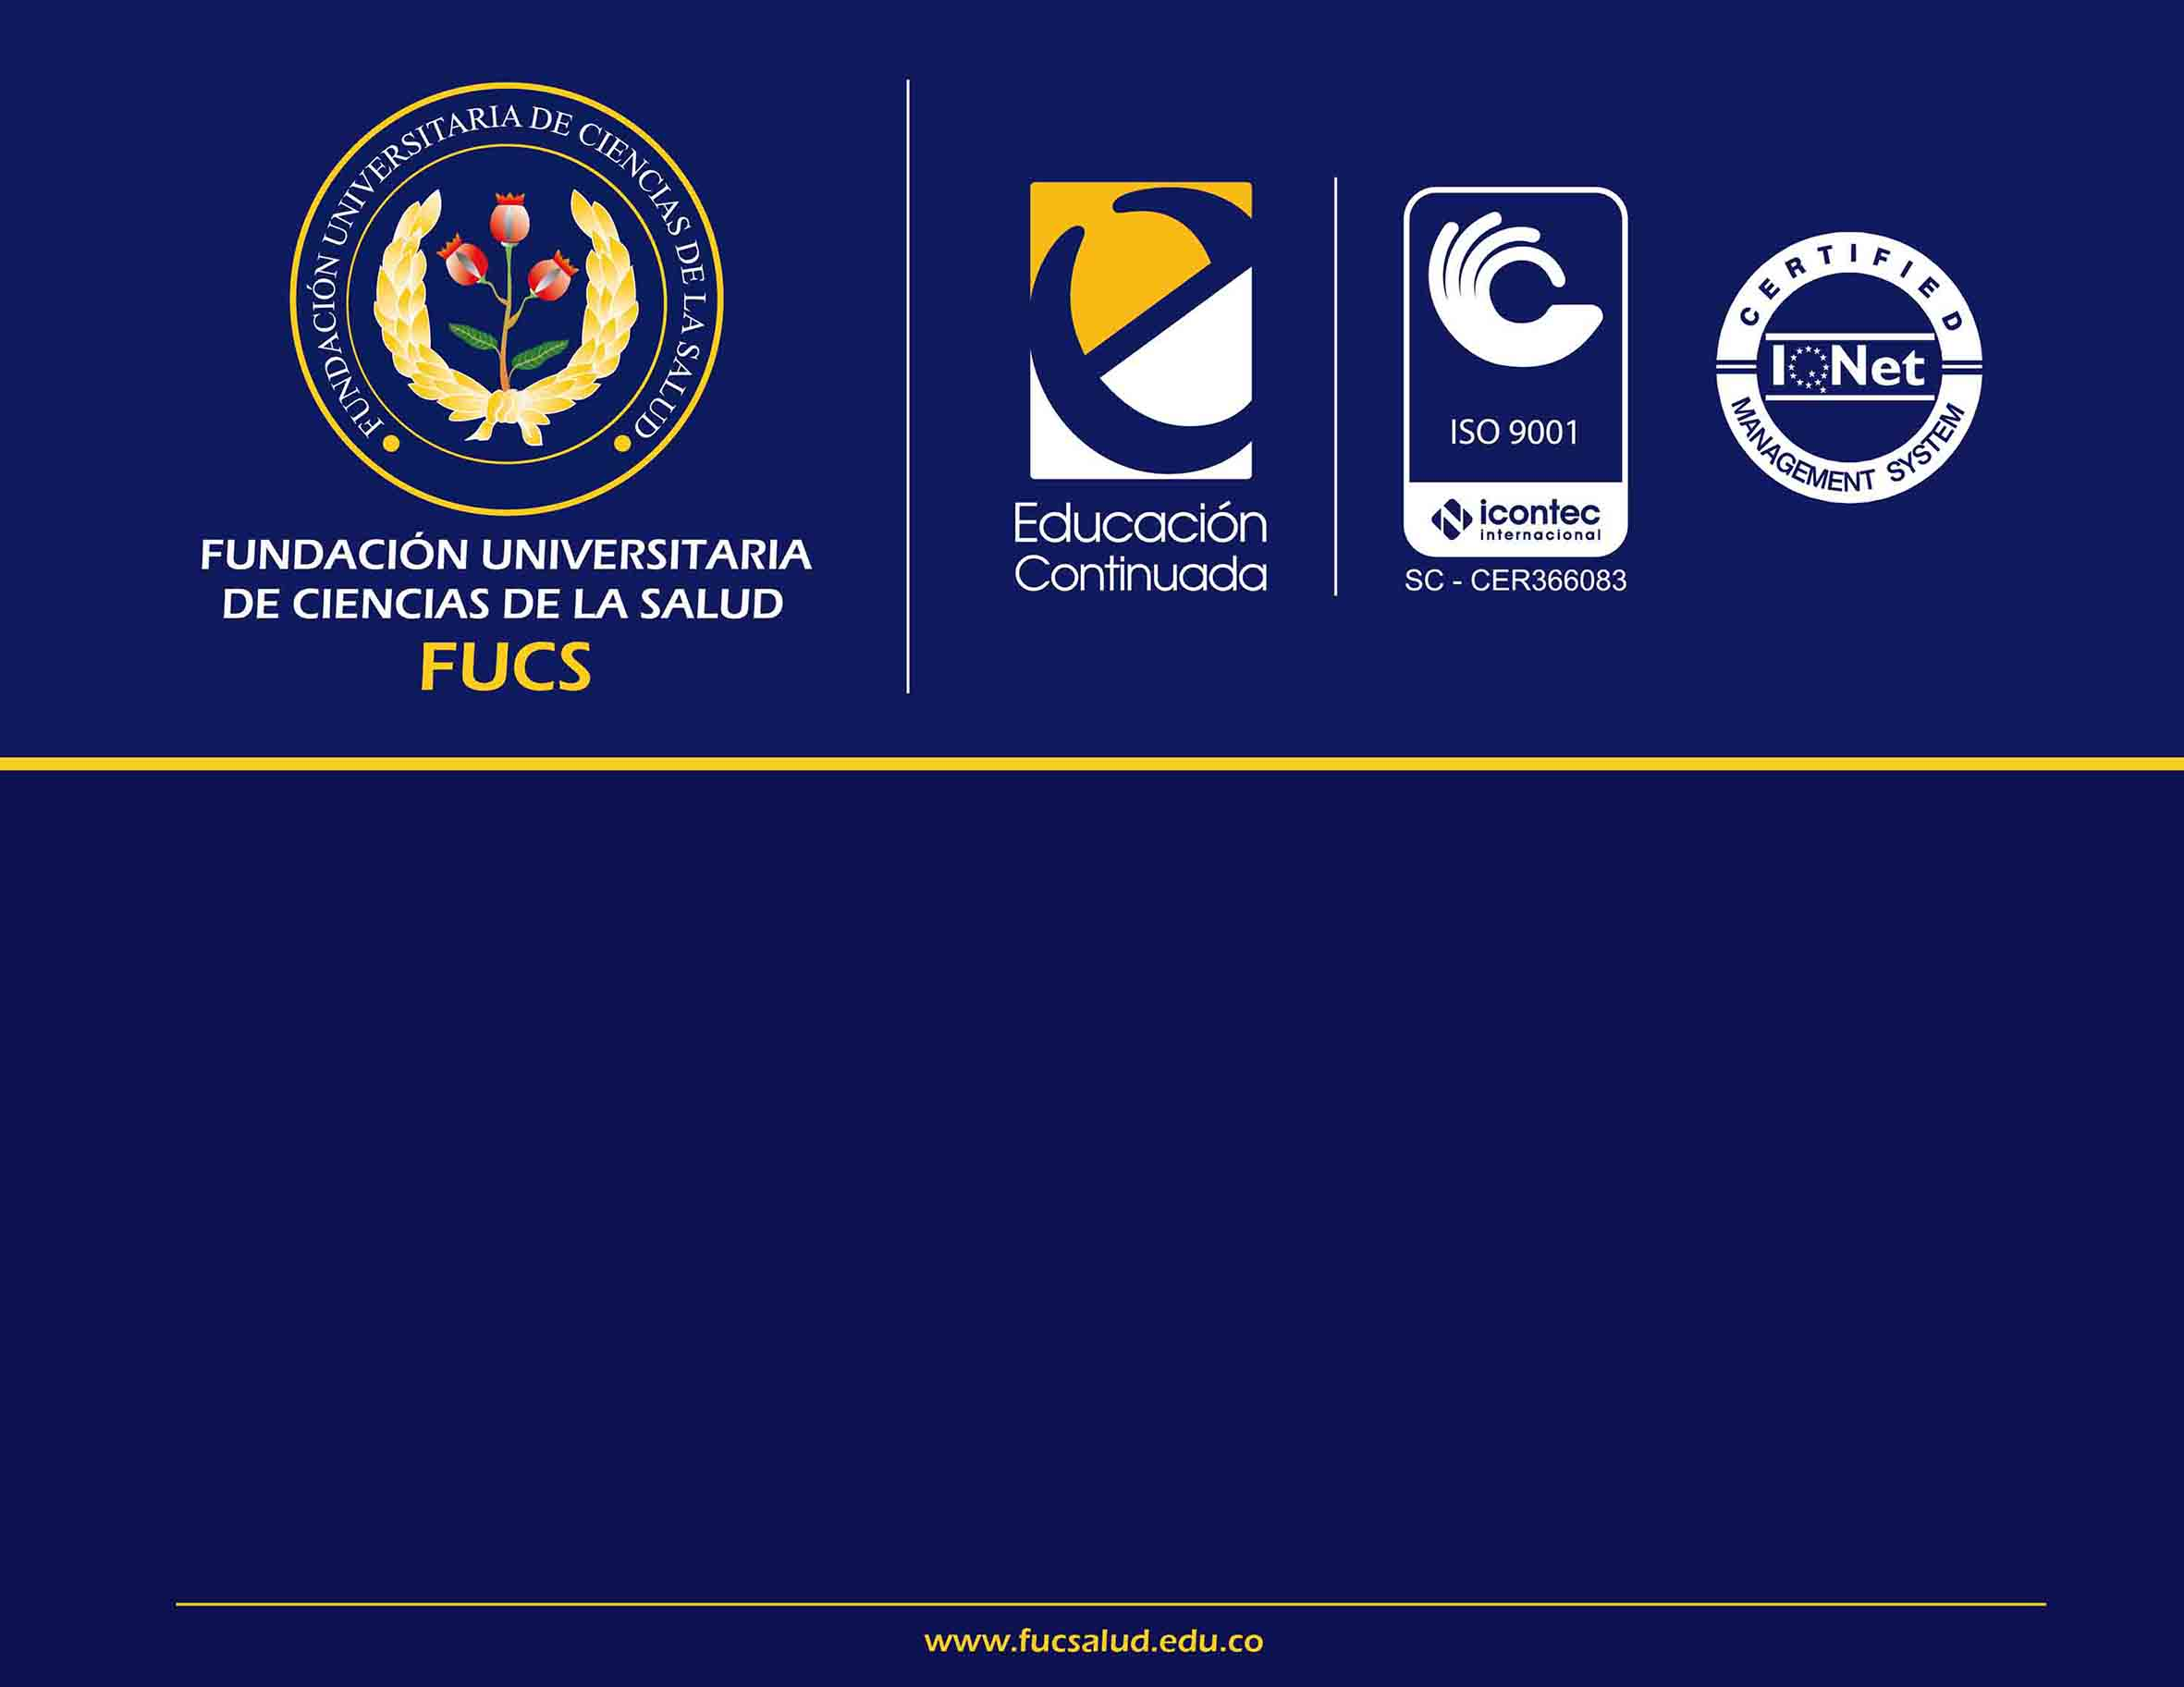 FUNDACIÓN UNIVERSITARIA DE CIENCIAS DE LA SALUD
FUNDACIÓN UNIVERSITARIA
DE CIENCIAS DE LA SALUD
FUCS
Educación
Continuada
ISO 9001
icontec
internacional
SC - CER366083
CERTIFIED
IQNet
MANAGEMENT SYSTEM
www.fucsalud.edu.co